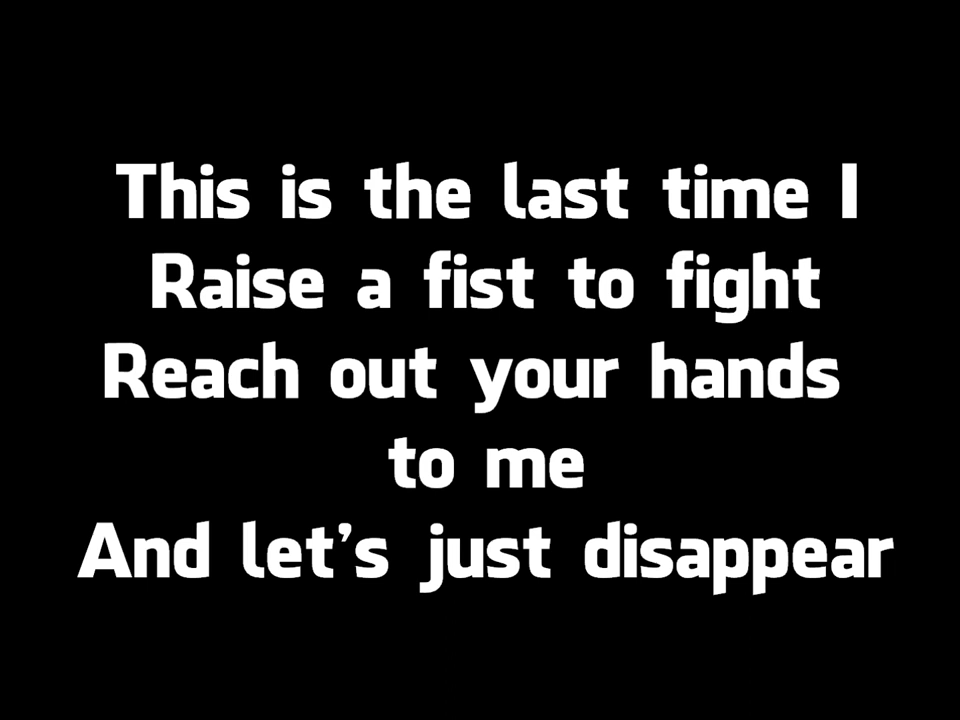 This is the last time I
Raise a fist to fight
Reach out your hands
to me
And let's just disappear